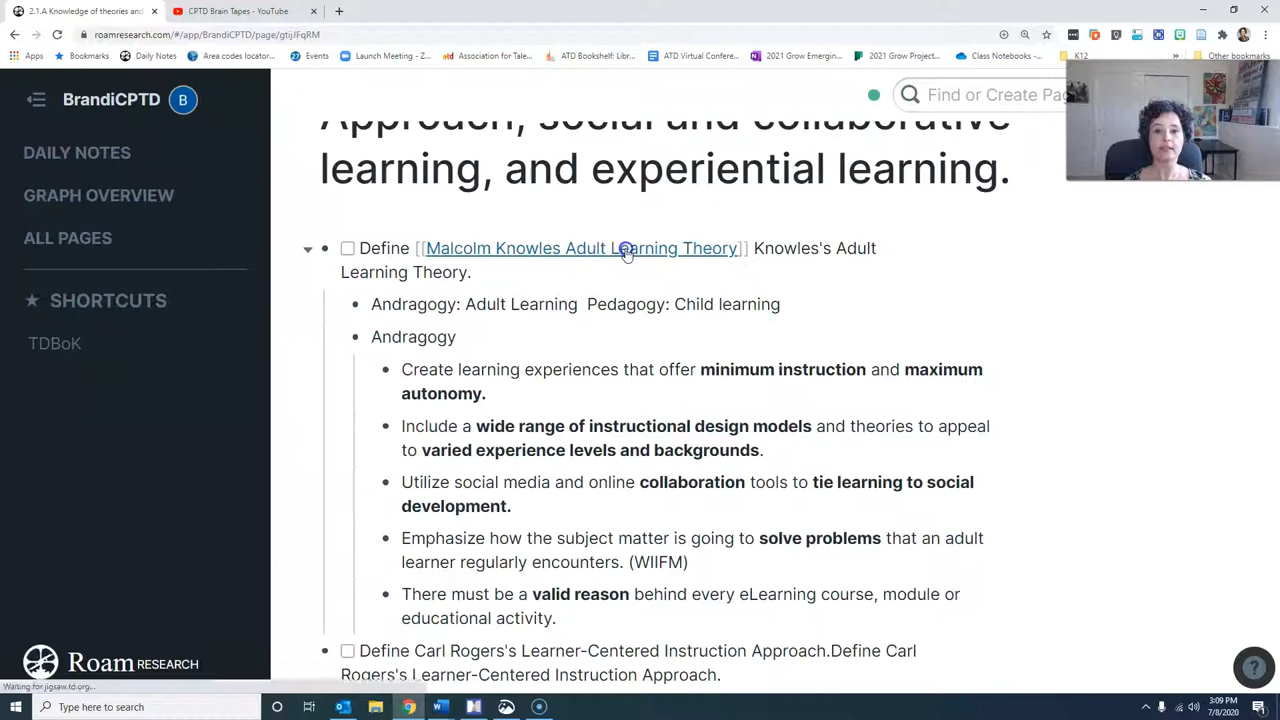 2.1.A Knowledge of theories and
CPTD Brain Tapes - YouTube
roamresearch.com/#/app/BrandiCPTD/page/gtijJFqRM
Apps
Bookmarks
Daily Notes
Area codes locator...
Events
Launch Meeting - Z...
Association for Tale...
ATD Bookshelf: Libr...
ATD Virtual Confere...
2021 Grow Emergin...
2021 Grow Project...
Class Notebooks -...
K12
»
Other bookmarks
BrandiCPTD
B
Find or Create Pag
DAILY NOTES
GRAPH OVERVIEW
ALL PAGES
★ SHORTCUTS
TDBoK
Approach, social and collaborative
learning, and experiential learning.
Define [[Malcolm Knowles Adult Learning Theory]] Knowles's Adult
Learning Theory.
Andragogy: Adult Learning Pedagogy: Child learning
Andragogy
Create learning experiences that offer minimum instruction and maximum
autonomy.
Include a wide range of instructional design models and theories to appeal
to varied experience levels and backgrounds.
Utilize social media and online collaboration tools to tie learning to social
development.
Emphasize how the subject matter is going to solve problems that an adult
learner regularly encounters. (WIIFM)
There must be a valid reason behind every eLearning course, module or
educational activity.
Define Carl Rogers's Learner-Centered Instruction Approach.Define Carl
Rogers's Learner-Centered Instruction Approach.
Roam RESEARCH
?
Waiting for jigsaw.td.org...
Type here to search
3:09 PM
7/8/2020